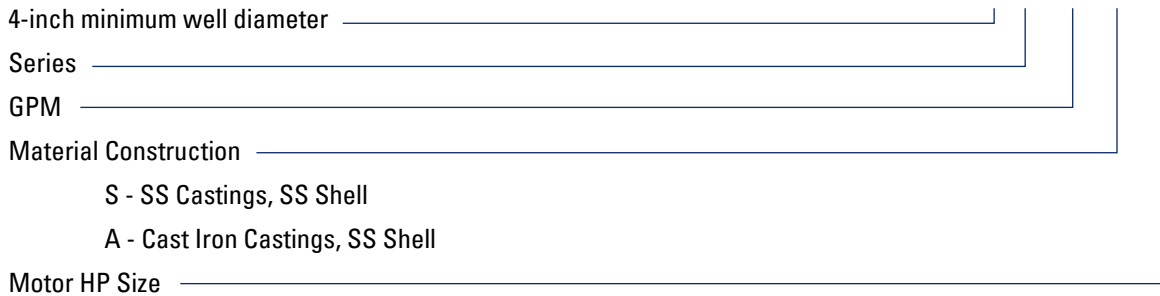 4-inch minimum well diameter
Series
GPM
Material Construction
S - SS Castings, SS Shell
A - Cast Iron Castings, SS Shell
Motor HP Size